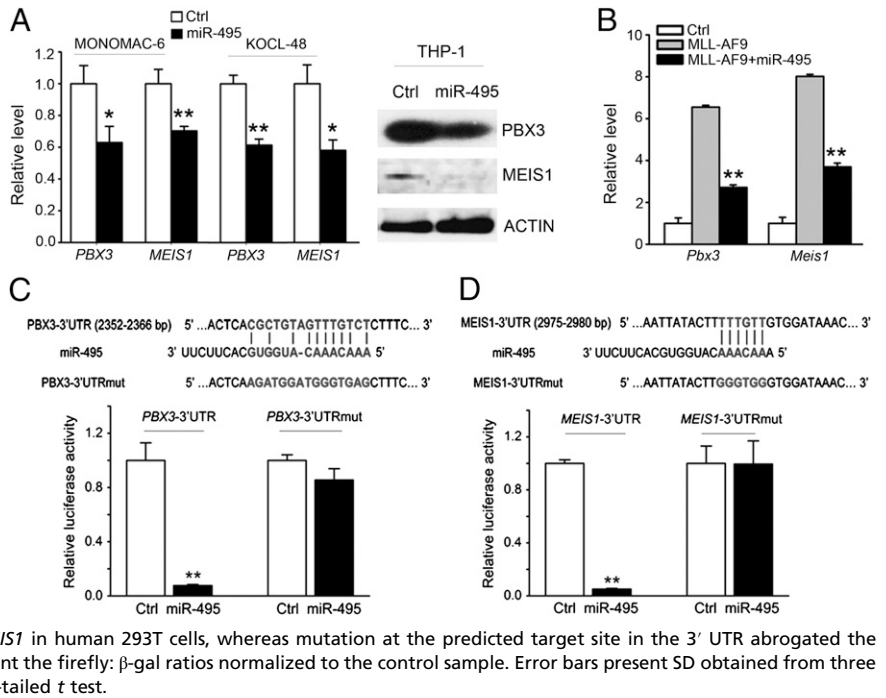 A
Ctrl
miR-495
MONOMAC-6
KOCL-48
Relative level
1.2
1.0
0.8
0.6
0.4
0.2
0.0
*
**
**
*
PBX3
MEIS1
PBX3
MEIS1
THP-1
Ctrl miR-495
PBX3
MEIS1
ACTIN
B
Ctrl
MLL-AF9
MLL-AF9+miR-495
Relative level
10
8
6
4
2
0
**
**
Pbx3
Meis1
C
PBX3-3'UTR (2352-2366 bp) 5' ...ACTCACGCTGTAGTTTGTCTCTTTC... 3'
miR-495 3' UUCUUCACGUGGUA-CAAACAAA 5'
PBX3-3'UTRmut 5' ...ACTCAAGATGGATGGGTGAGCTTTC... 3'
PBX3-3'UTR
PBX3-3'UTRmut
Relative luciferase activity
1.2
0.8
0.4
0.0
**
Ctrl miR-495
Ctrl miR-495
D
MEIS1-3'UTR (2975-2980 bp) 5' ...AATTATACTTTTTGTTGTGGATAAAC... 3'
miR-495 3' UUCUUCACGUGGUACAAACAAA 5'
MEIS1-3'UTRmut 5' ...AATTATACTTGGGTGGGTGGATAAAC... 3'
MEIS1-3'UTR
MEIS1-3'UTRmut
Relative luciferase activity
1.2
0.8
0.4
0.0
**
Ctrl miR-495
Ctrl miR-495
IS1 in human 293T cells, whereas mutation at the predicted target site in the 3′ UTR abrogated the
nt the firefly: β-gal ratios normalized to the control sample. Error bars present SD obtained from three
-tailed t test.